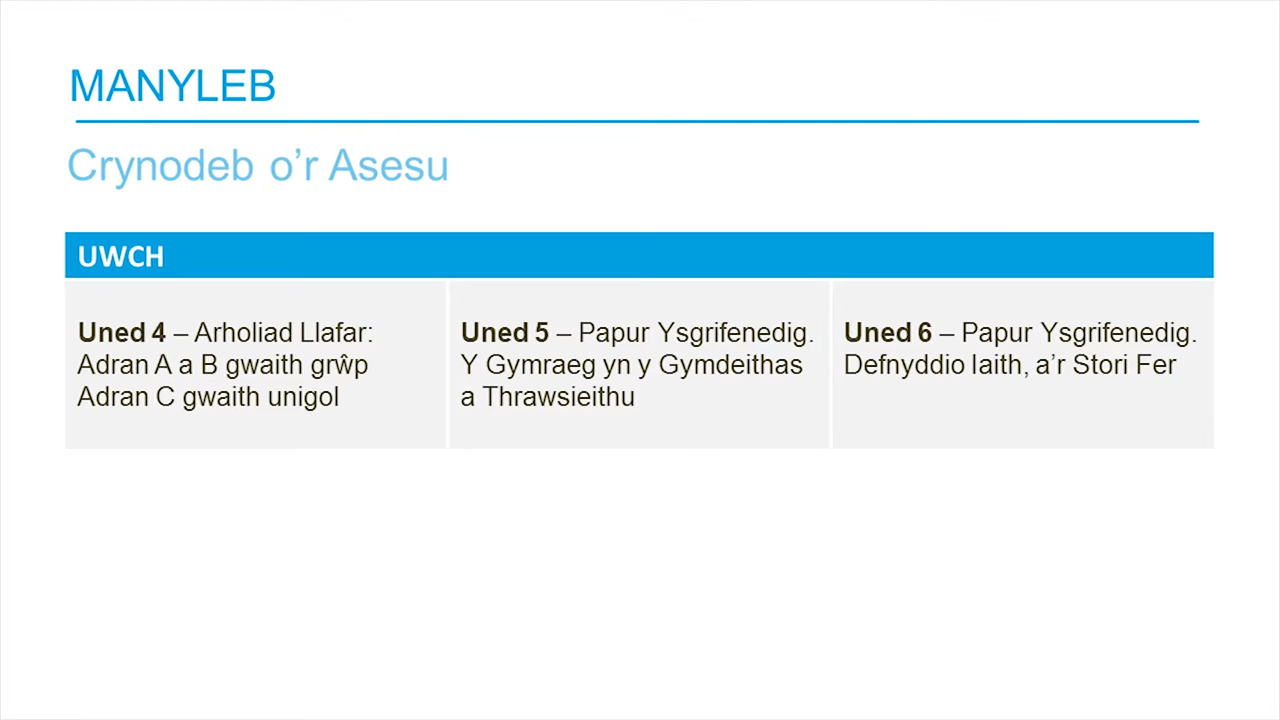 MANYLEB
Crynodeb o’r Asesu
UWCH
Uned 4 – Arholiad Llafar:
Adran A a B gwaith grŵp
Adran C gwaith unigol
Uned 5 – Papur Ysgrifenedig.
Y Gymraeg yn y Gymdeithas
a Thrawsieithu
Uned 6 – Papur Ysgrifenedig.
Defnyddio Iaith, a’r Stori Fer